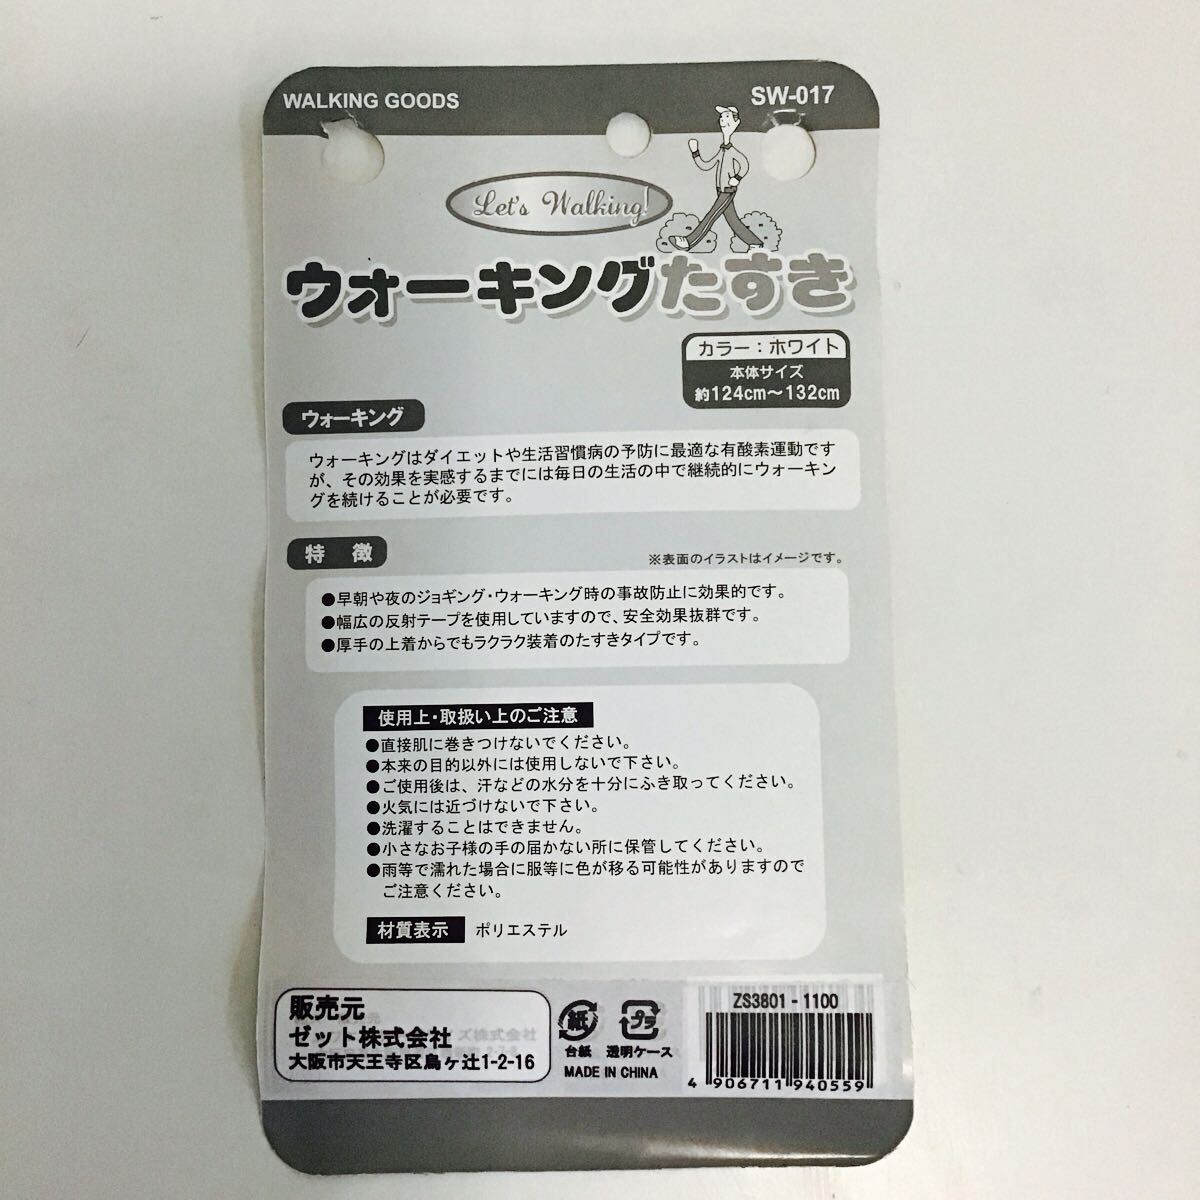 WALKING GOODS
SW-017
Let's Walking!
ウォーキングたすき
カラー：ホワイト
本体サイズ
約124cm～132cm
ウォーキング
ウォーキングはダイエットや生活習慣病の予防に最適な有酸素運動です
が、その効果を実感するまでには毎日の生活の中で継続的にウォーキン
グを続けることが必要です。
特 徴
※表面のイラストはイメージです。
●早朝や夜のジョギング・ウォーキング時の事故防止に効果的です。
●幅広の反射テープを使用していますので、安全効果抜群です。
●厚手の上着からでもラクラク装着のたすきタイプです。
使用上・取扱い上のご注意
●直接肌に巻きつけないでください。
●本来の目的以外には使用しないで下さい。
●ご使用後は、汗などの水分を十分にふき取ってください。
●火気には近づけないで下さい。
●洗濯することはできません。
●小さなお子様の手の届かない所に保管してください。
●雨等で濡れた場合に服等に色が移る可能性がありますので
ご注意ください。
材質表示 ポリエステル
販売元
ゼット株式会社
大阪市天王寺区烏ヶ辻1-2-16
紙
プラ
台紙 透明ケース
MADE IN CHINA
ZS3801-1100
4 906711 940559